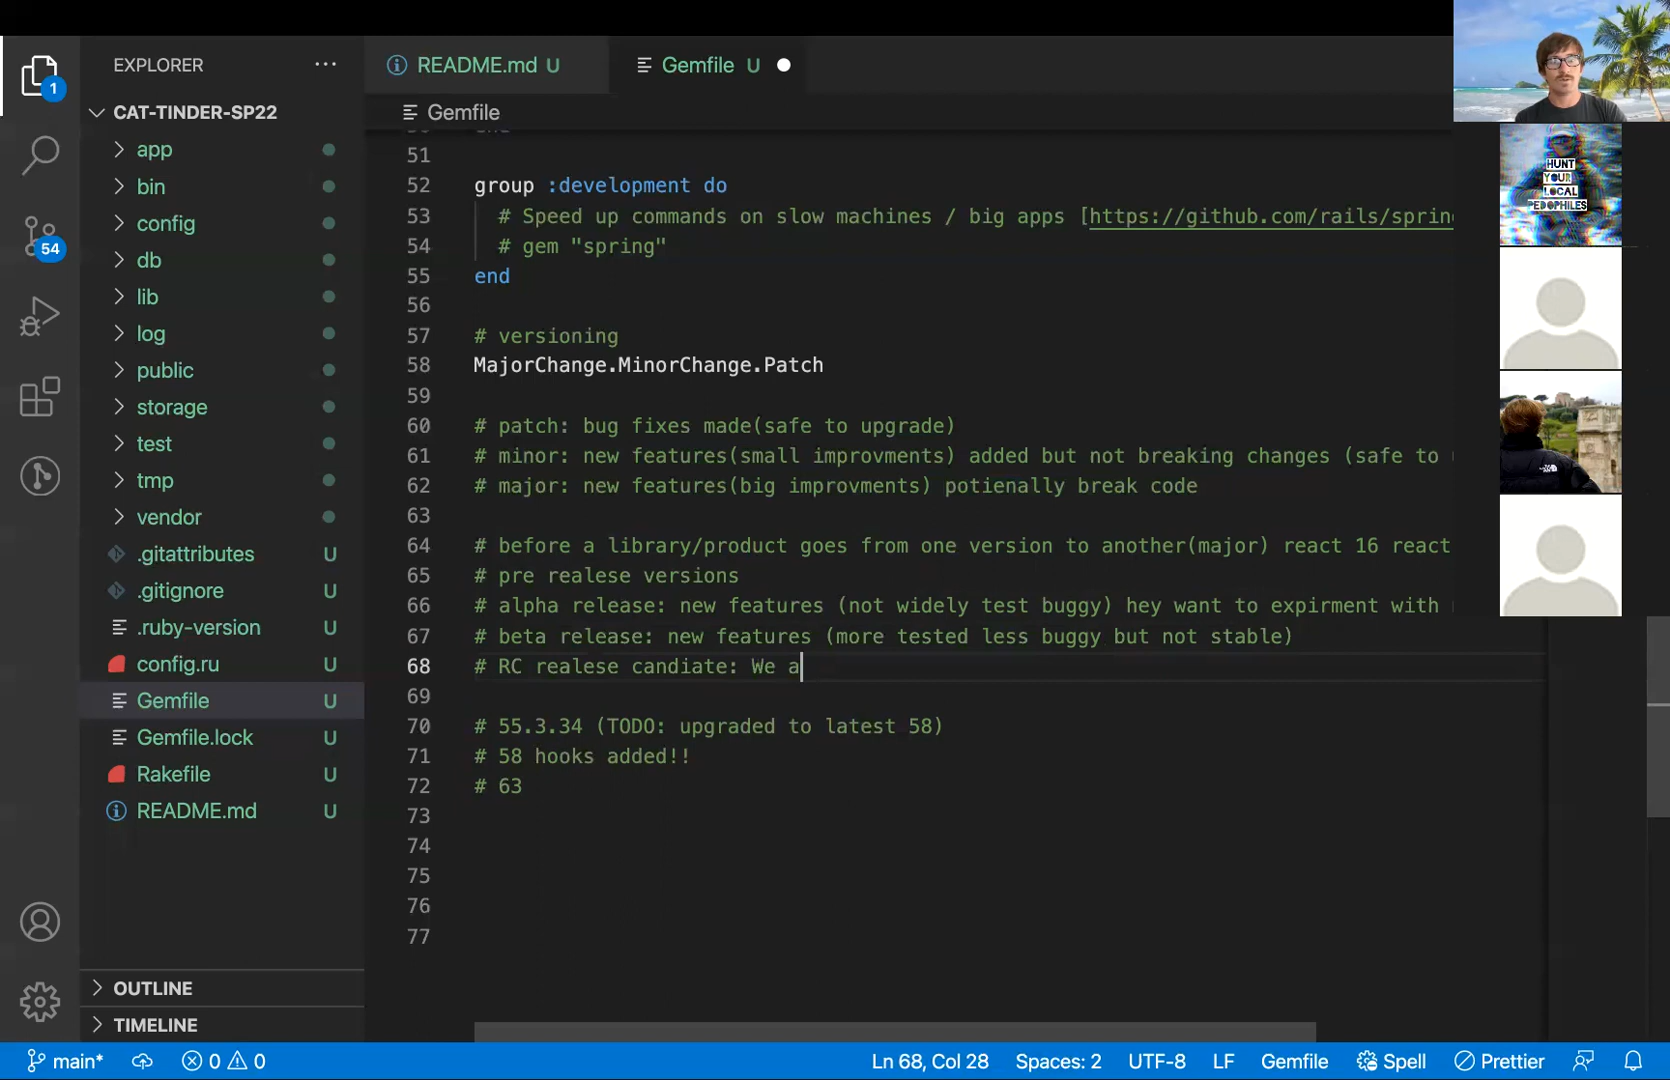 EXPLORER
README.md U
Gemfile U
CAT-TINDER-SP22
Gemfile
app
bin
config
db
lib
log
public
storage
test
tmp
vendor
.gitattributes U
.gitignore U
.ruby-version U
config.ru U
Gemfile U
Gemfile.lock U
Rakefile U
README.md U
OUTLINE
TIMELINE
1
54
51
52 group :development do
53 # Speed up commands on slow machines / big apps [https://github.com/rails/spring
54 # gem "spring"
55 end
56
57 # versioning
58 MajorChange.MinorChange.Patch
59
60 # patch: bug fixes made(safe to upgrade)
61 # minor: new features(small improvments) added but not breaking changes (safe to
62 # major: new features(big improvments) potienally break code
63
64 # before a library/product goes from one version to another(major) react 16 react
65 # pre realese versions
66 # alpha release: new features (not widely test buggy) hey want to expirment with
67 # beta release: new features (more tested less buggy but not stable)
68 # RC realese candiate: We a
69
70 # 55.3.34 (TODO: upgraded to latest 58)
71 # 58 hooks added!!
72 # 63
73
74
75
76
77
HUNT
YOUR
LOCAL
PEDOPHILES
main* 0 0
Ln 68, Col 28 Spaces: 2 UTF-8 LF Gemfile Spell Prettier